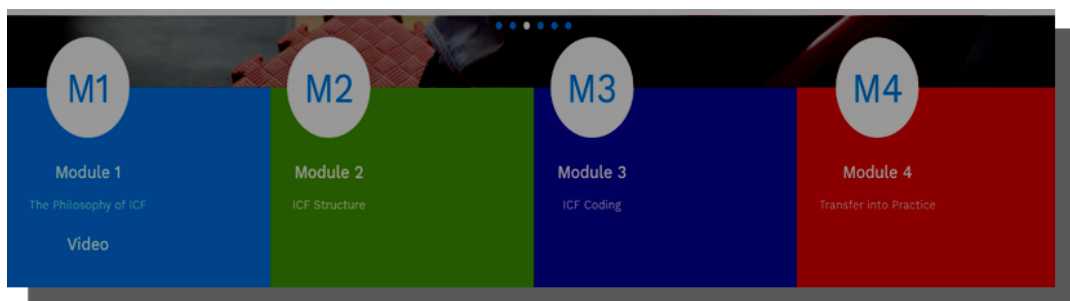 M1
M2
M3
M4
Module 1
Module 2
Module 3
Module 4
The Philosophy of ICF
ICF Structure
ICF Coding
Transfer into Practice
Video